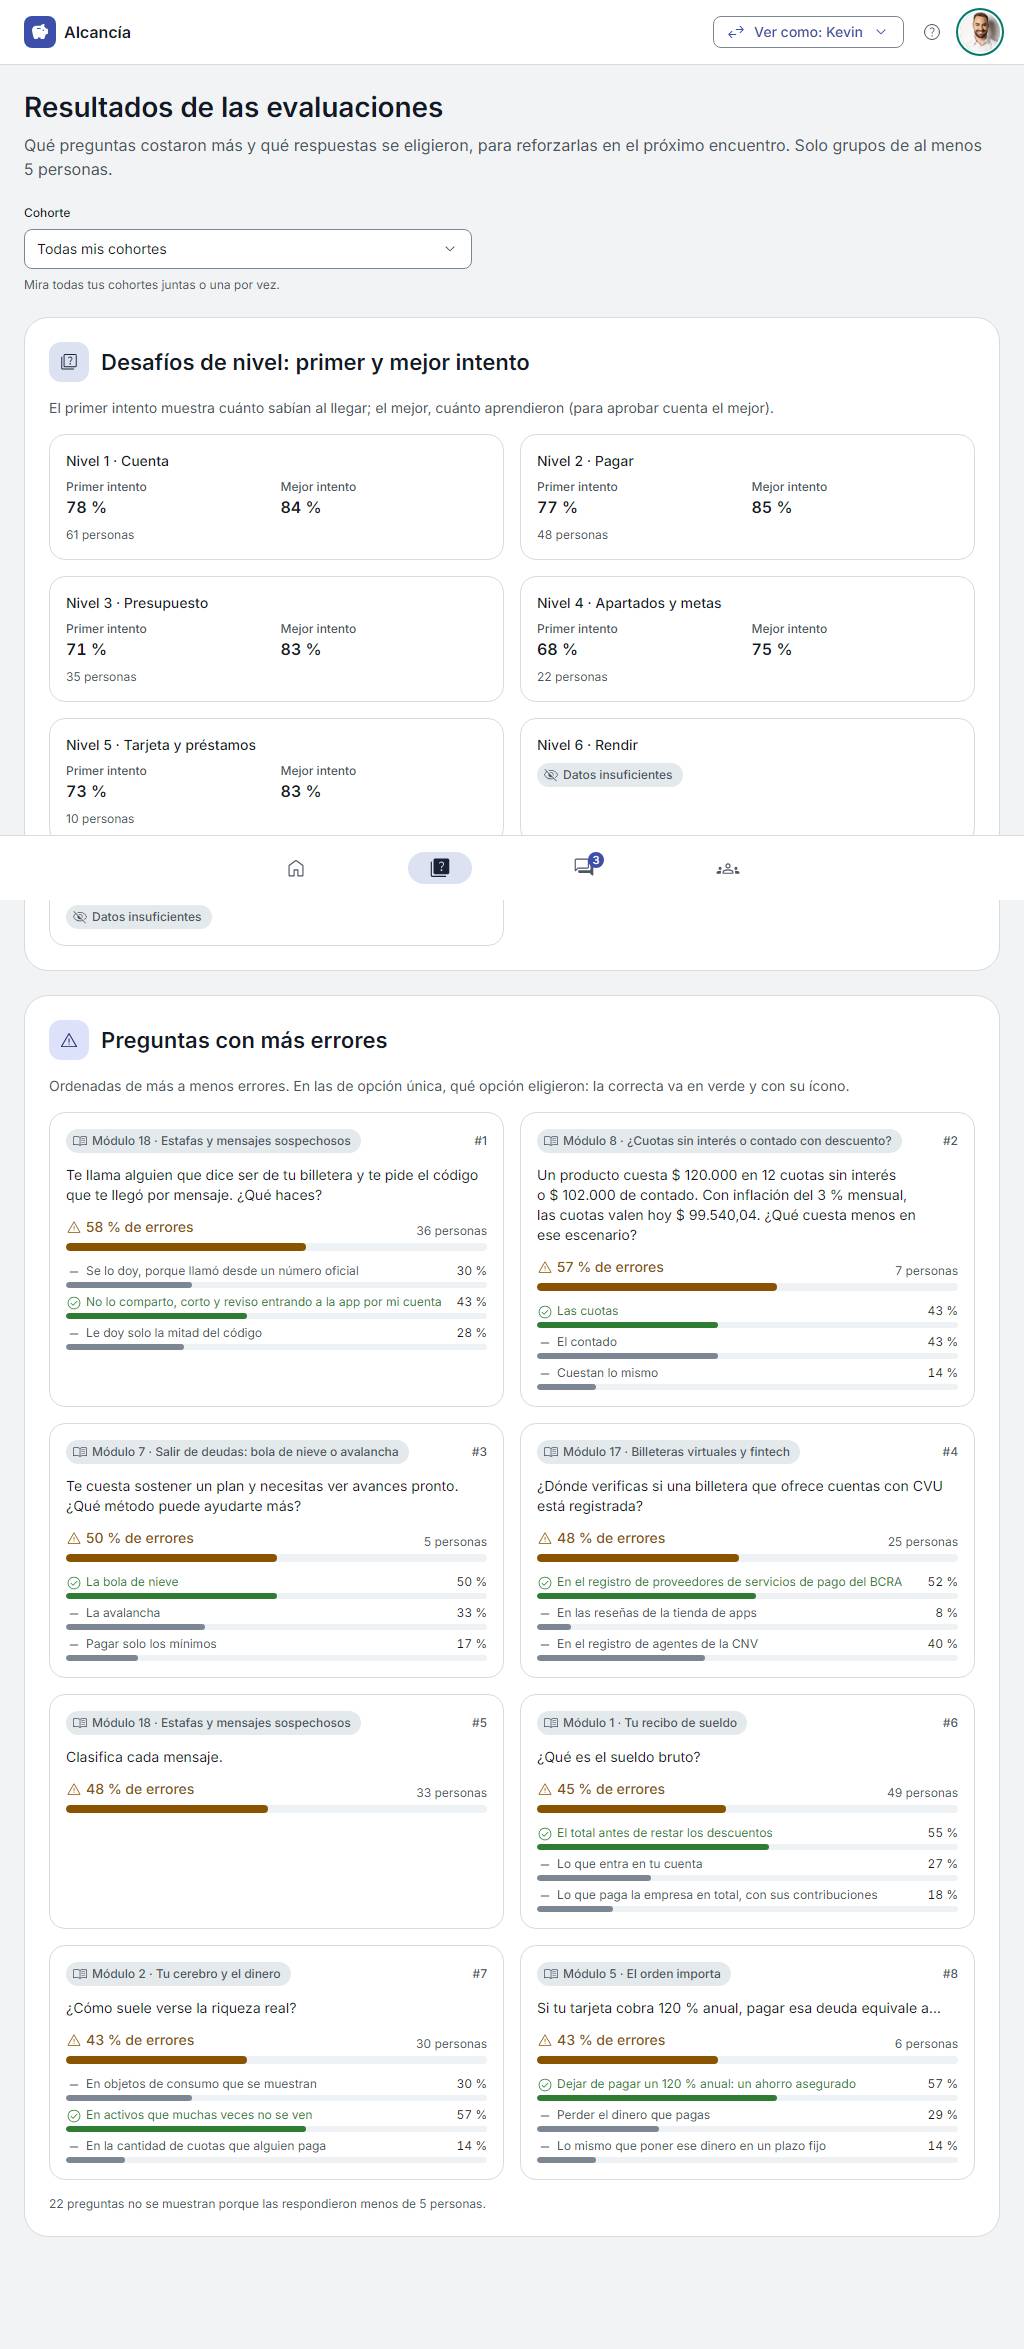 Alcancía
Ver como: Kevin
Resultados de las evaluaciones
Qué preguntas costaron más y qué respuestas se eligieron, para reforzarlas en el próximo encuentro. Solo grupos de al menos
5 personas.
Cohorte
Todas mis cohortes
Mira todas tus cohortes juntas o una por vez.
Desafíos de nivel: primer y mejor intento
El primer intento muestra cuánto sabían al llegar; el mejor, cuánto aprendieron (para aprobar cuenta el mejor).
Nivel 1 · Cuenta
Primer intento
Mejor intento
78 %
84 %
61 personas
Nivel 2 · Pagar
Primer intento
Mejor intento
77 %
85 %
48 personas
Nivel 3 · Presupuesto
Primer intento
Mejor intento
71 %
83 %
35 personas
Nivel 4 · Apartados y metas
Primer intento
Mejor intento
68 %
75 %
22 personas
Nivel 5 · Tarjeta y préstamos
Primer intento
Mejor intento
73 %
83 %
10 personas
Nivel 6 · Rendir
Datos insuficientes
3
Datos insuficientes
Preguntas con más errores
Ordenadas de más a menos errores. En las de opción única, qué opción eligieron: la correcta va en verde y con su ícono.
Módulo 18 · Estafas y mensajes sospechosos
#1
Te llama alguien que dice ser de tu billetera y te pide el código
que te llegó por mensaje. ¿Qué haces?
58 % de errores
36 personas
Se lo doy, porque llamó desde un número oficial
30 %
No lo comparto, corto y reviso entrando a la app por mi cuenta
43 %
Le doy solo la mitad del código
28 %
Módulo 8 · ¿Cuotas sin interés o contado con descuento?
#2
Un producto cuesta $ 120.000 en 12 cuotas sin interés
o $ 102.000 de contado. Con inflación del 3 % mensual,
las cuotas valen hoy $ 99.540,04. ¿Qué cuesta menos en
ese escenario?
57 % de errores
7 personas
Las cuotas
43 %
El contado
43 %
Cuestan lo mismo
14 %
Módulo 7 · Salir de deudas: bola de nieve o avalancha
#3
Te cuesta sostener un plan y necesitas ver avances pronto.
¿Qué método puede ayudarte más?
50 % de errores
5 personas
La bola de nieve
50 %
La avalancha
33 %
Pagar solo los mínimos
17 %
Módulo 17 · Billeteras virtuales y fintech
#4
¿Dónde verificas si una billetera que ofrece cuentas con CVU
está registrada?
48 % de errores
25 personas
En el registro de proveedores de servicios de pago del BCRA
52 %
En las reseñas de la tienda de apps
8 %
En el registro de agentes de la CNV
40 %
Módulo 18 · Estafas y mensajes sospechosos
#5
Clasifica cada mensaje.
48 % de errores
33 personas
Módulo 1 · Tu recibo de sueldo
#6
¿Qué es el sueldo bruto?
45 % de errores
49 personas
El total antes de restar los descuentos
55 %
Lo que entra en tu cuenta
27 %
Lo que paga la empresa en total, con sus contribuciones
18 %
Módulo 2 · Tu cerebro y el dinero
#7
¿Cómo suele verse la riqueza real?
43 % de errores
30 personas
En objetos de consumo que se muestran
30 %
En activos que muchas veces no se ven
57 %
En la cantidad de cuotas que alguien paga
14 %
Módulo 5 · El orden importa
#8
Si tu tarjeta cobra 120 % anual, pagar esa deuda equivale a...
43 % de errores
6 personas
Dejar de pagar un 120 % anual: un ahorro asegurado
57 %
Perder el dinero que pagas
29 %
Lo mismo que poner ese dinero en un plazo fijo
14 %
22 preguntas no se muestran porque las respondieron menos de 5 personas.